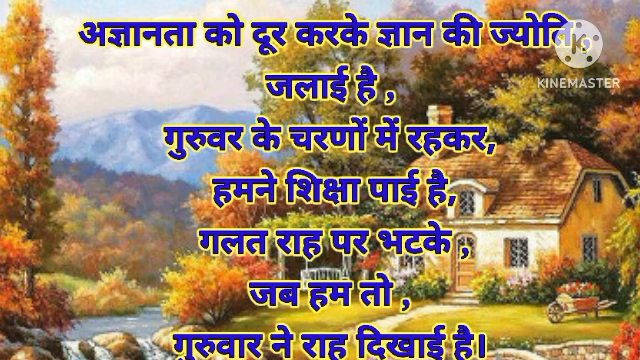 अज्ञानता को दूर करके ज्ञान की ज्योति,
जलाई है ,
गुरुवर के चरणों में रहकर,
हमने शिक्षा पाई है,
गलत राह पर भटके ,
जब हम तो ,
गुरुवार ने राह दिखाई है।
KINEMASTER